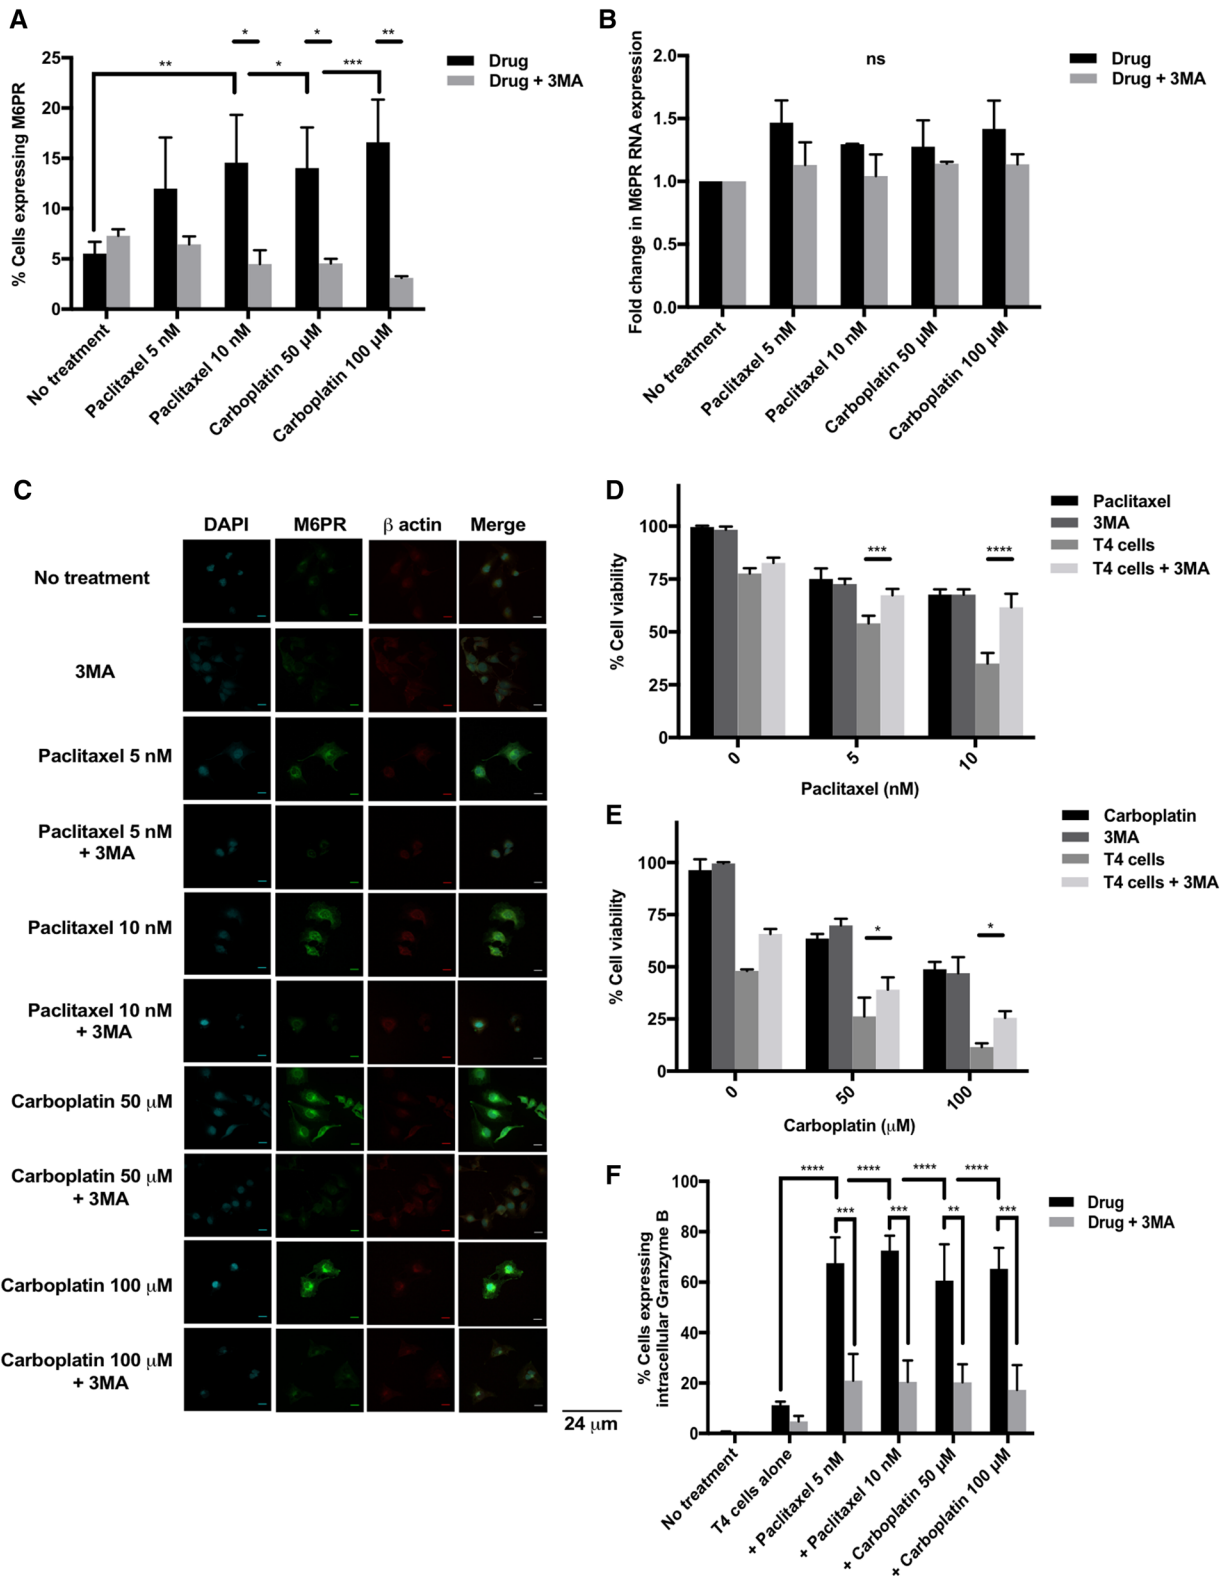 A
* * **
** * ***
Drug
Drug + 3MA
% Cells expressing M6PR
25
20
15
10
5
0
No treatment
Paclitaxel 5 nM
Paclitaxel 10 nM
Carboplatin 50 μM
Carboplatin 100 μM
B
ns
Drug
Drug + 3MA
Fold change in M6PR RNA expression
2.0
1.5
1.0
0.5
0.0
No treatment
Paclitaxel 5 nM
Paclitaxel 10 nM
Carboplatin 50 μM
Carboplatin 100 μM
C
DAPI M6PR β actin Merge
No treatment
3MA
Paclitaxel 5 nM
Paclitaxel 5 nM
+ 3MA
Paclitaxel 10 nM
Paclitaxel 10 nM
+ 3MA
Carboplatin 50 μM
Carboplatin 50 μM
+ 3MA
Carboplatin 100 μM
Carboplatin 100 μM
+ 3MA
24 μm
D
Paclitaxel
3MA
T4 cells
T4 cells + 3MA
*** ****
% Cell viability
100
75
50
25
0
0 5 10
Paclitaxel (nM)
E
Carboplatin
3MA
T4 cells
T4 cells + 3MA
* *
% Cell viability
100
75
50
25
0
0 50 100
Carboplatin (μM)
F
**** **** **** ****
*** *** ** ***
Drug
Drug + 3MA
% Cells expressing
intracellular Granzyme B
100
80
60
40
20
0
No treatment
T4 cells alone
+ Paclitaxel 5 nM
+ Paclitaxel 10 nM
+ Carboplatin 50 μM
+ Carboplatin 100 μM